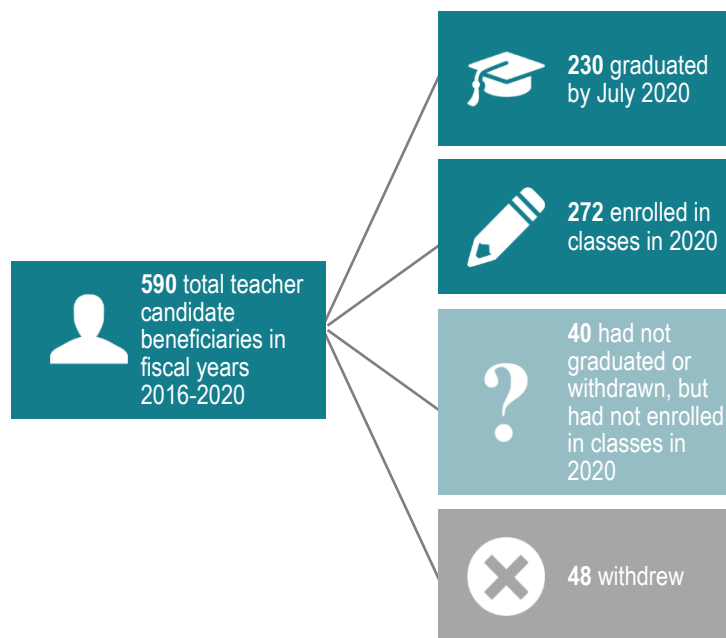 590 total teacher
candidate
beneficiaries in
fiscal years
2016-2020
230 graduated
by July 2020
272 enrolled in
classes in 2020
?
40 had not
graduated or
withdrawn, but
had not enrolled
in classes in
2020
48 withdrew